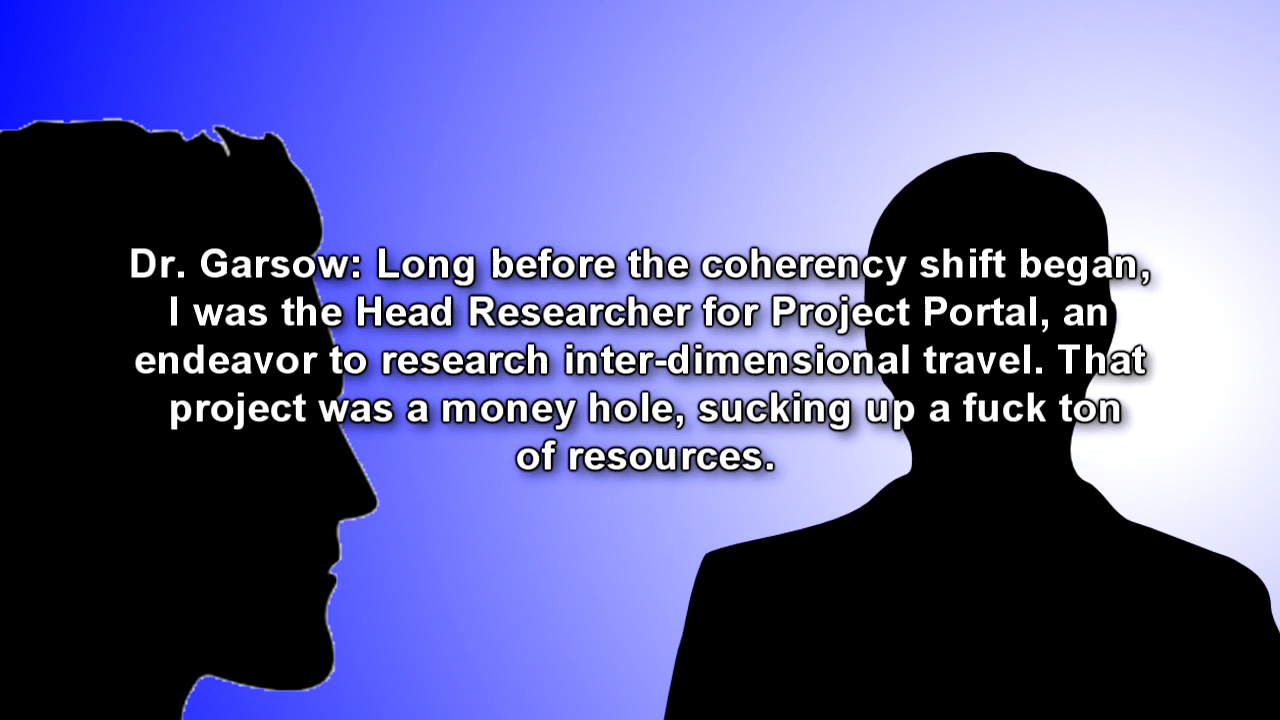 Dr. Garsow: Long before the coherency shift began,
I was the Head Researcher for Project Portal, an
endeavor to research inter-dimensional travel. That
project was a money hole, sucking up a fuck ton
of resources.